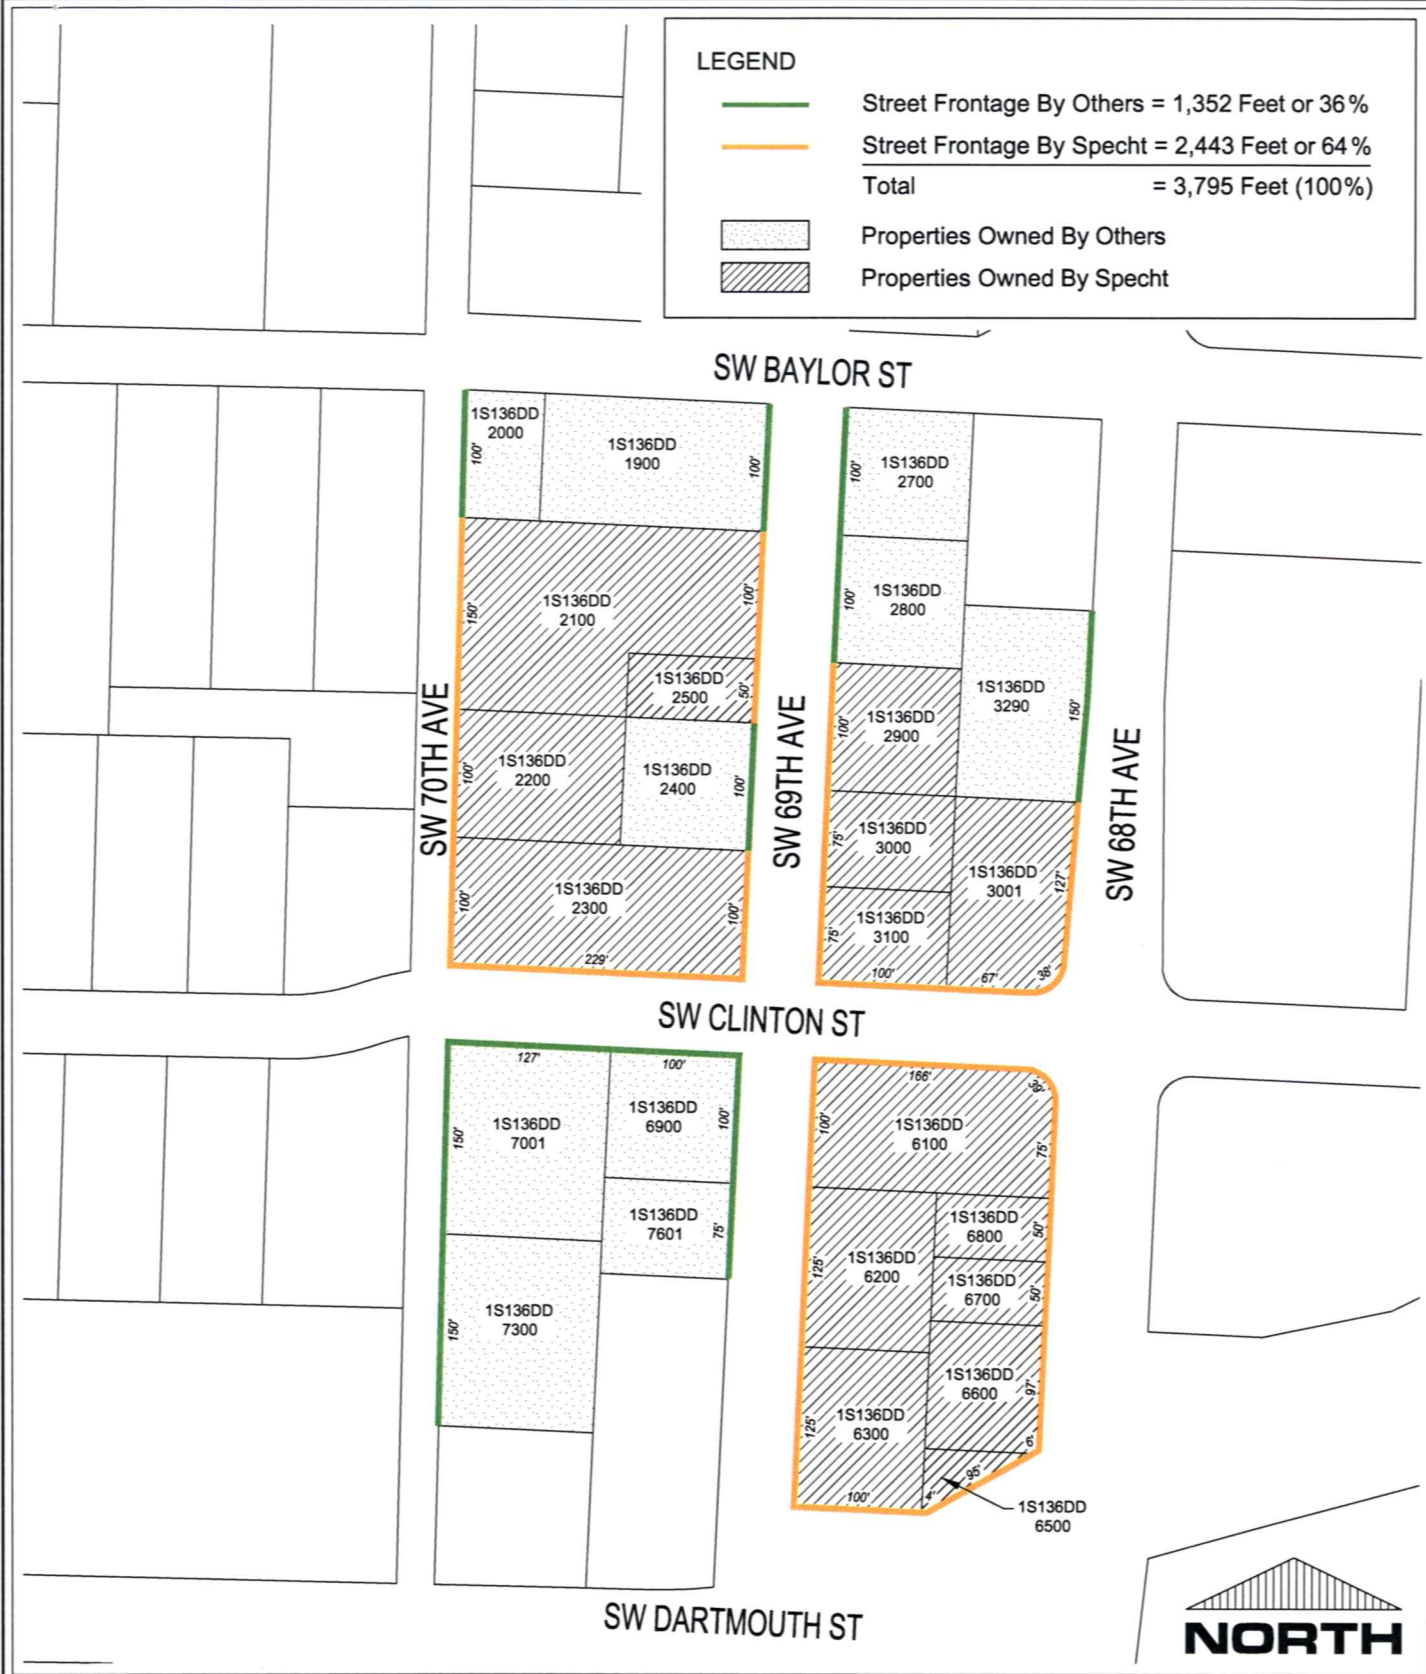 LEGEND
Street Frontage By Others = 1,352 Feet or 36%
Street Frontage By Specht = 2,443 Feet or 64%
Total = 3,795 Feet (100%)
Properties Owned By Others
Properties Owned By Specht
SW BAYLOR ST
1S136DD
2000
100'
1S136DD
1900
100'
1S136DD
2100
150'
100'
1S136DD
2500
50'
1S136DD
2200
100'
1S136DD
2400
100'
1S136DD
2300
100'
100'
229'
SW 70TH AVE
SW 69TH AVE
1S136DD
2700
100'
1S136DD
2800
100'
1S136DD
2900
100'
1S136DD
3290
150'
1S136DD
3000
75'
1S136DD
3001
127'
1S136DD
3100
75'
100'
67'
38'
SW 68TH AVE
SW CLINTON ST
127'
100'
1S136DD
7001
150'
1S136DD
6900
100'
1S136DD
7601
75'
1S136DD
7300
150'
166'
39'
1S136DD
6100
100'
75'
1S136DD
6800
50'
1S136DD
6200
125'
1S136DD
6700
50'
1S136DD
6600
97'
6'
1S136DD
6300
125'
100'
4'
95'
1S136DD
6500
SW DARTMOUTH ST
NORTH